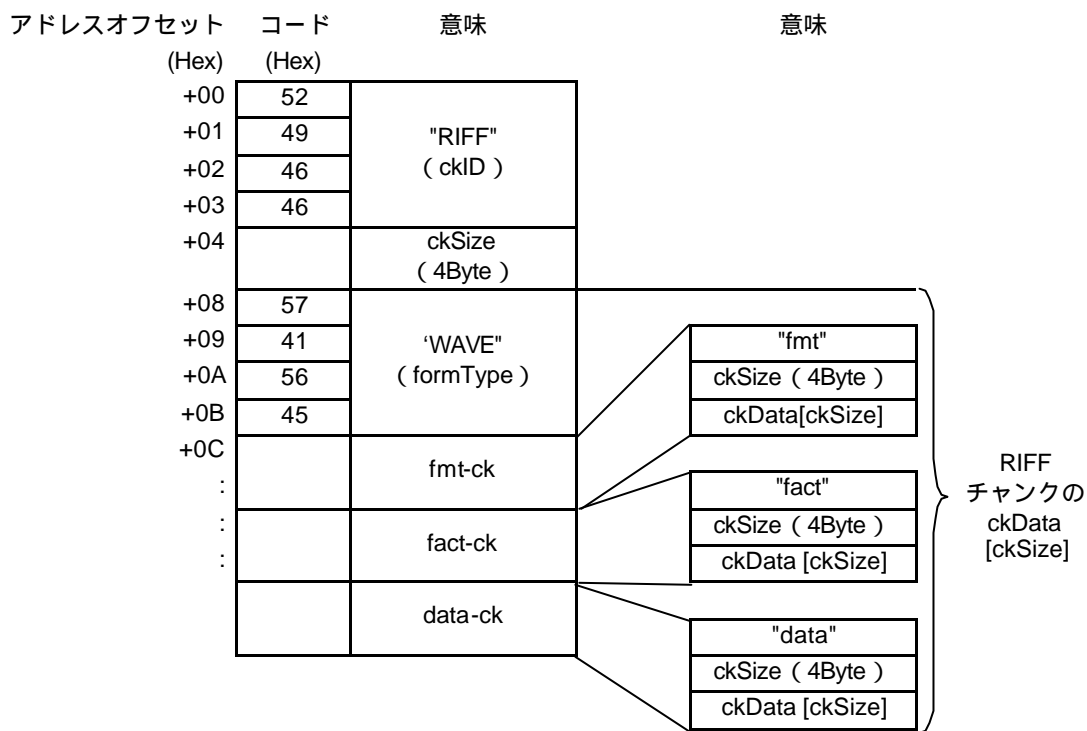 アドレスオフセット コード 意味 意味
(Hex) (Hex)
+00 52
+01 49
"RIFF"
( ckID )
+02 46
+03 46
+04 ckSize
( 4Byte )
+08 57
+09 41
‘WAVE"
( formType )
+0A 56
+0B 45
+0C
:
fmt-ck
:
:
fact-ck
data-ck
"fmt"
ckSize ( 4Byte )
ckData[ckSize]
"fact"
ckSize ( 4Byte )
ckData [ckSize]
"data"
ckSize ( 4Byte )
ckData [ckSize]
RIFF
チャンクの
ckData
[ckSize]